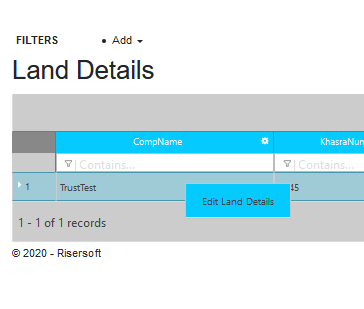 FILTERS
Add
Land Details
CompName KhasraNum
Contains... Contains...
1 TrustTest 45
Edit Land Details
1 - 1 of 1 records
© 2020 - Risersoft